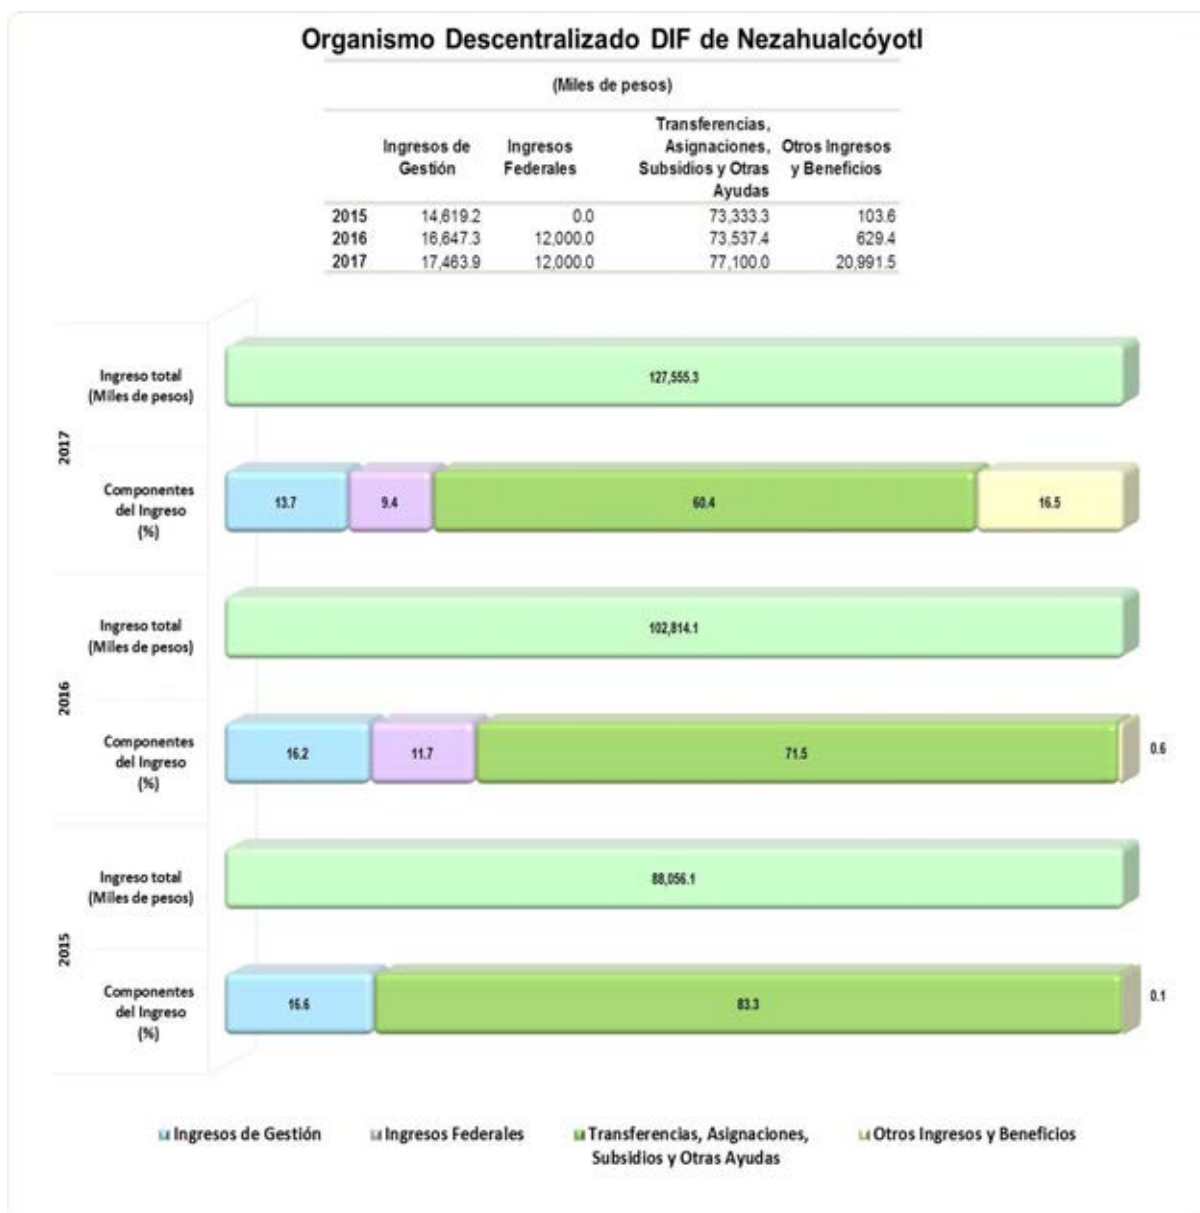 Organismo Descentralizado DIF de Nezahualcóyotl
(Miles de pesos)
Ingresos de Gestión Ingresos Federales Transferencias, Asignaciones, Subsidios y Otras Ayudas Otros Ingresos y Beneficios
2015 14,619.2 0.0 73,333.3 103.6
2016 16,647.3 12,000.0 73,537.4 629.4
2017 17,463.9 12,000.0 77,100.0 20,991.5
2017
Ingreso total
(Miles de pesos)
127,555.3
Componentes
del Ingreso
(%)
13.7 9.4 60.4 16.5
2016
Ingreso total
(Miles de pesos)
102,814.1
Componentes
del Ingreso
(%)
16.2 11.7 71.5 0.6
2015
Ingreso total
(Miles de pesos)
88,056.1
Componentes
del Ingreso
(%)
16.6 83.3 0.1
Ingresos de Gestión Ingresos Federales Transferencias, Asignaciones, Otros Ingresos y Beneficios
Subsidios y Otras Ayudas